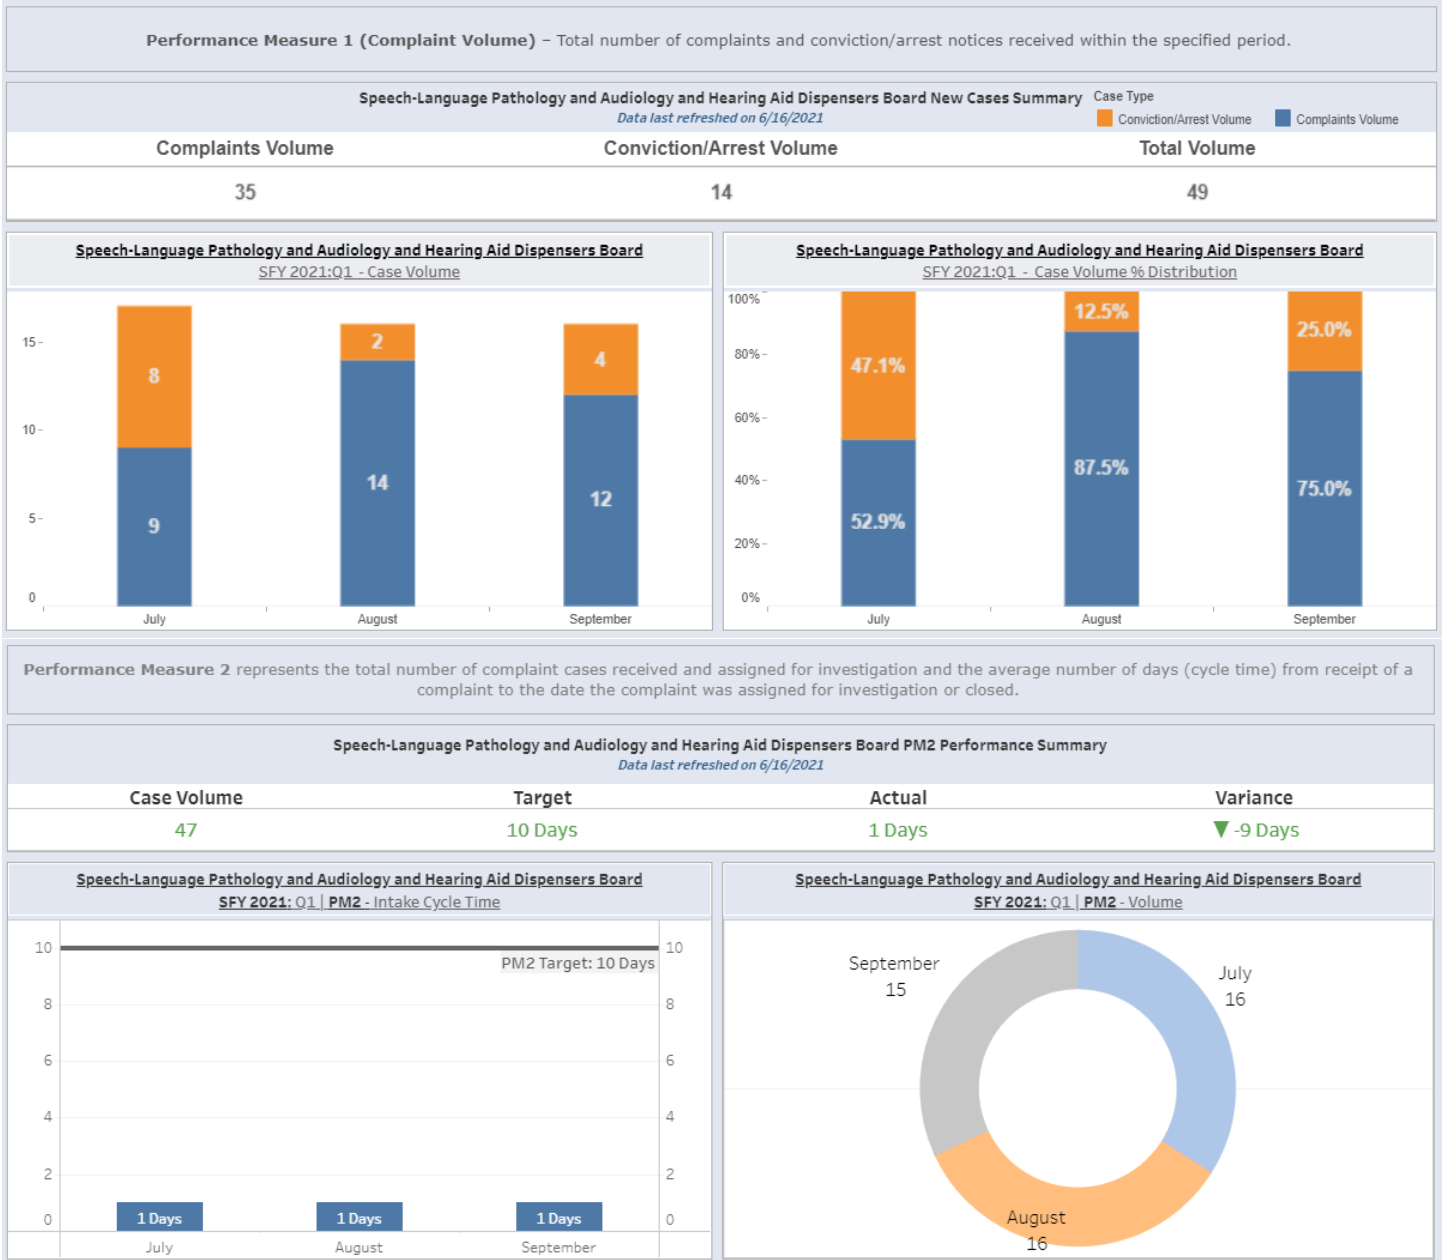 Performance Measure 1 (Complaint Volume) – Total number of complaints and conviction/arrest notices received within the specified period.
Speech-Language Pathology and Audiology and Hearing Aid Dispensers Board New Cases Summary
Data last refreshed on 6/16/2021
Case Type
Conviction/Arrest Volume
Complaints Volume
Complaints Volume
Conviction/Arrest Volume
Total Volume
35
14
49
Speech-Language Pathology and Audiology and Hearing Aid Dispensers Board
SFY 2021:Q1 - Case Volume
15
10
5
0
8
9
2
14
4
12
July
August
September
Speech-Language Pathology and Audiology and Hearing Aid Dispensers Board
SFY 2021:Q1 - Case Volume % Distribution
100%
80%
60%
40%
20%
0%
47.1%
52.9%
12.5%
87.5%
25.0%
75.0%
July
August
September
Performance Measure 2 represents the total number of complaint cases received and assigned for investigation and the average number of days (cycle time) from receipt of a
complaint to the date the complaint was assigned for investigation or closed.
Speech-Language Pathology and Audiology and Hearing Aid Dispensers Board PM2 Performance Summary
Data last refreshed on 6/16/2021
Case Volume
Target
Actual
Variance
47
10 Days
1 Days
▼ -9 Days
Speech-Language Pathology and Audiology and Hearing Aid Dispensers Board
SFY 2021: Q1 | PM2 - Intake Cycle Time
10
8
6
4
2
0
PM2 Target: 10 Days
10
8
6
4
2
0
1 Days
1 Days
1 Days
July
August
September
Speech-Language Pathology and Audiology and Hearing Aid Dispensers Board
SFY 2021: Q1 | PM2 - Volume
September
15
July
16
August
16